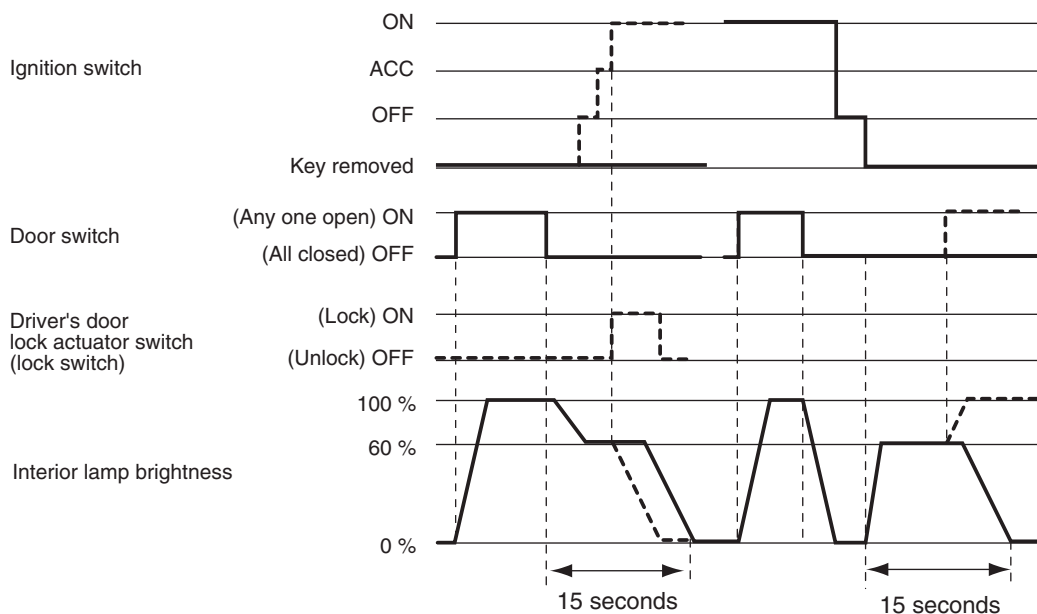 ON
Ignition switch
ACC
OFF
Key removed
(Any one open) ON
Door switch
(All closed) OFF
Driver's door
lock actuator switch
(lock switch)
(Lock) ON
(Unlock) OFF
100 %
60 %
Interior lamp brightness
0 %
15 seconds
15 seconds